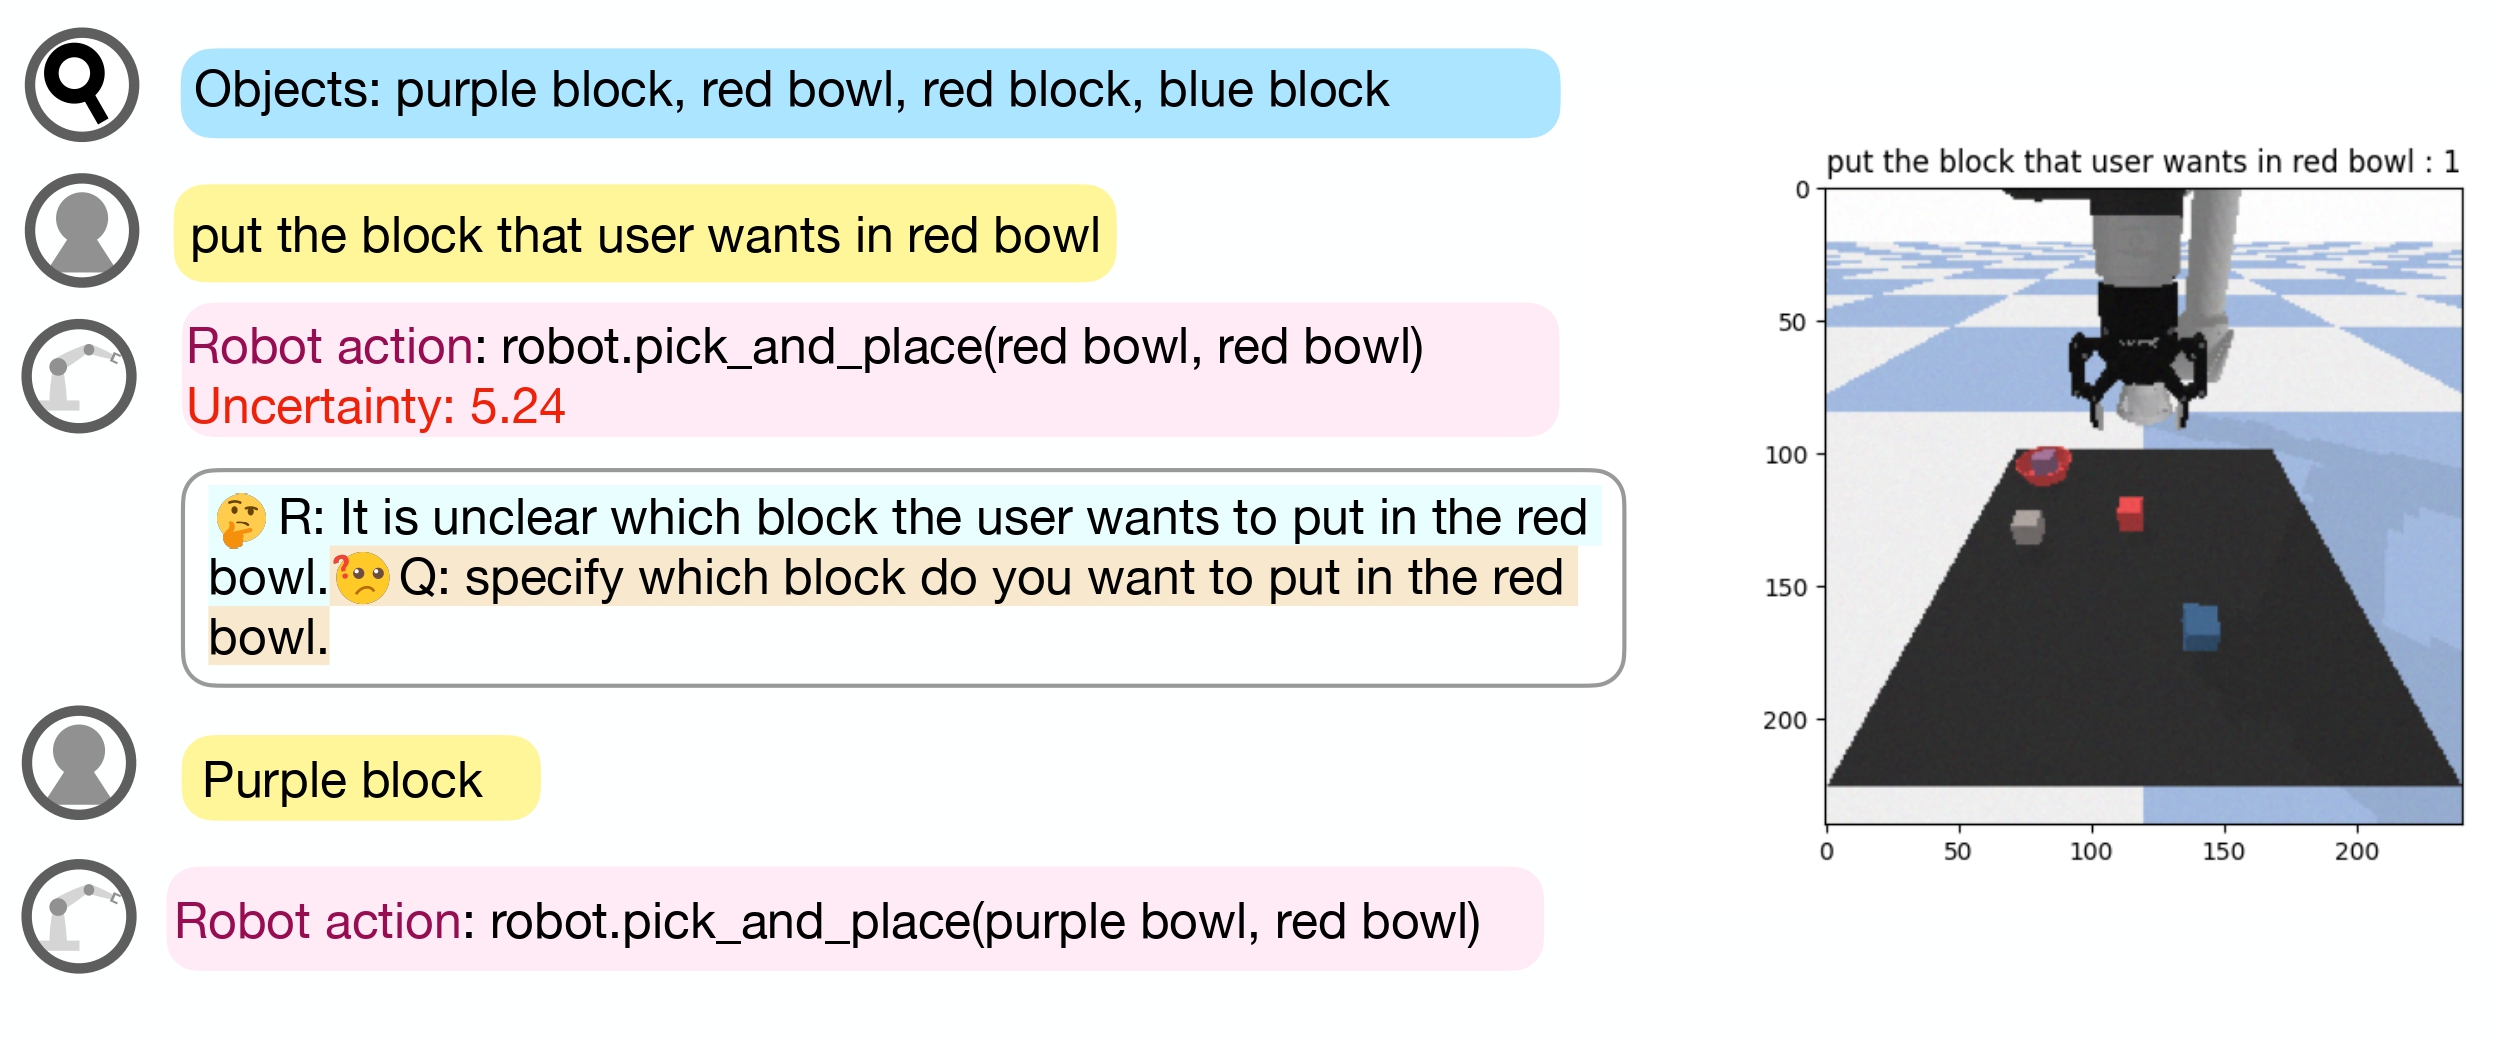 Objects: purple block, red bowl, red block, blue block
put the block that user wants in red bowl
Robot action: robot.pick_and_place(red bowl, red bowl)
Uncertainty: 5.24
🤔 R: It is unclear which block the user wants to put in the red
bowl. Q: specify which block do you want to put in the red
bowl.
Purple block
Robot action: robot.pick_and_place(purple bowl, red bowl)
put the block that user wants in red bowl : 1
0
50
100
150
200
0 50 100 150 200